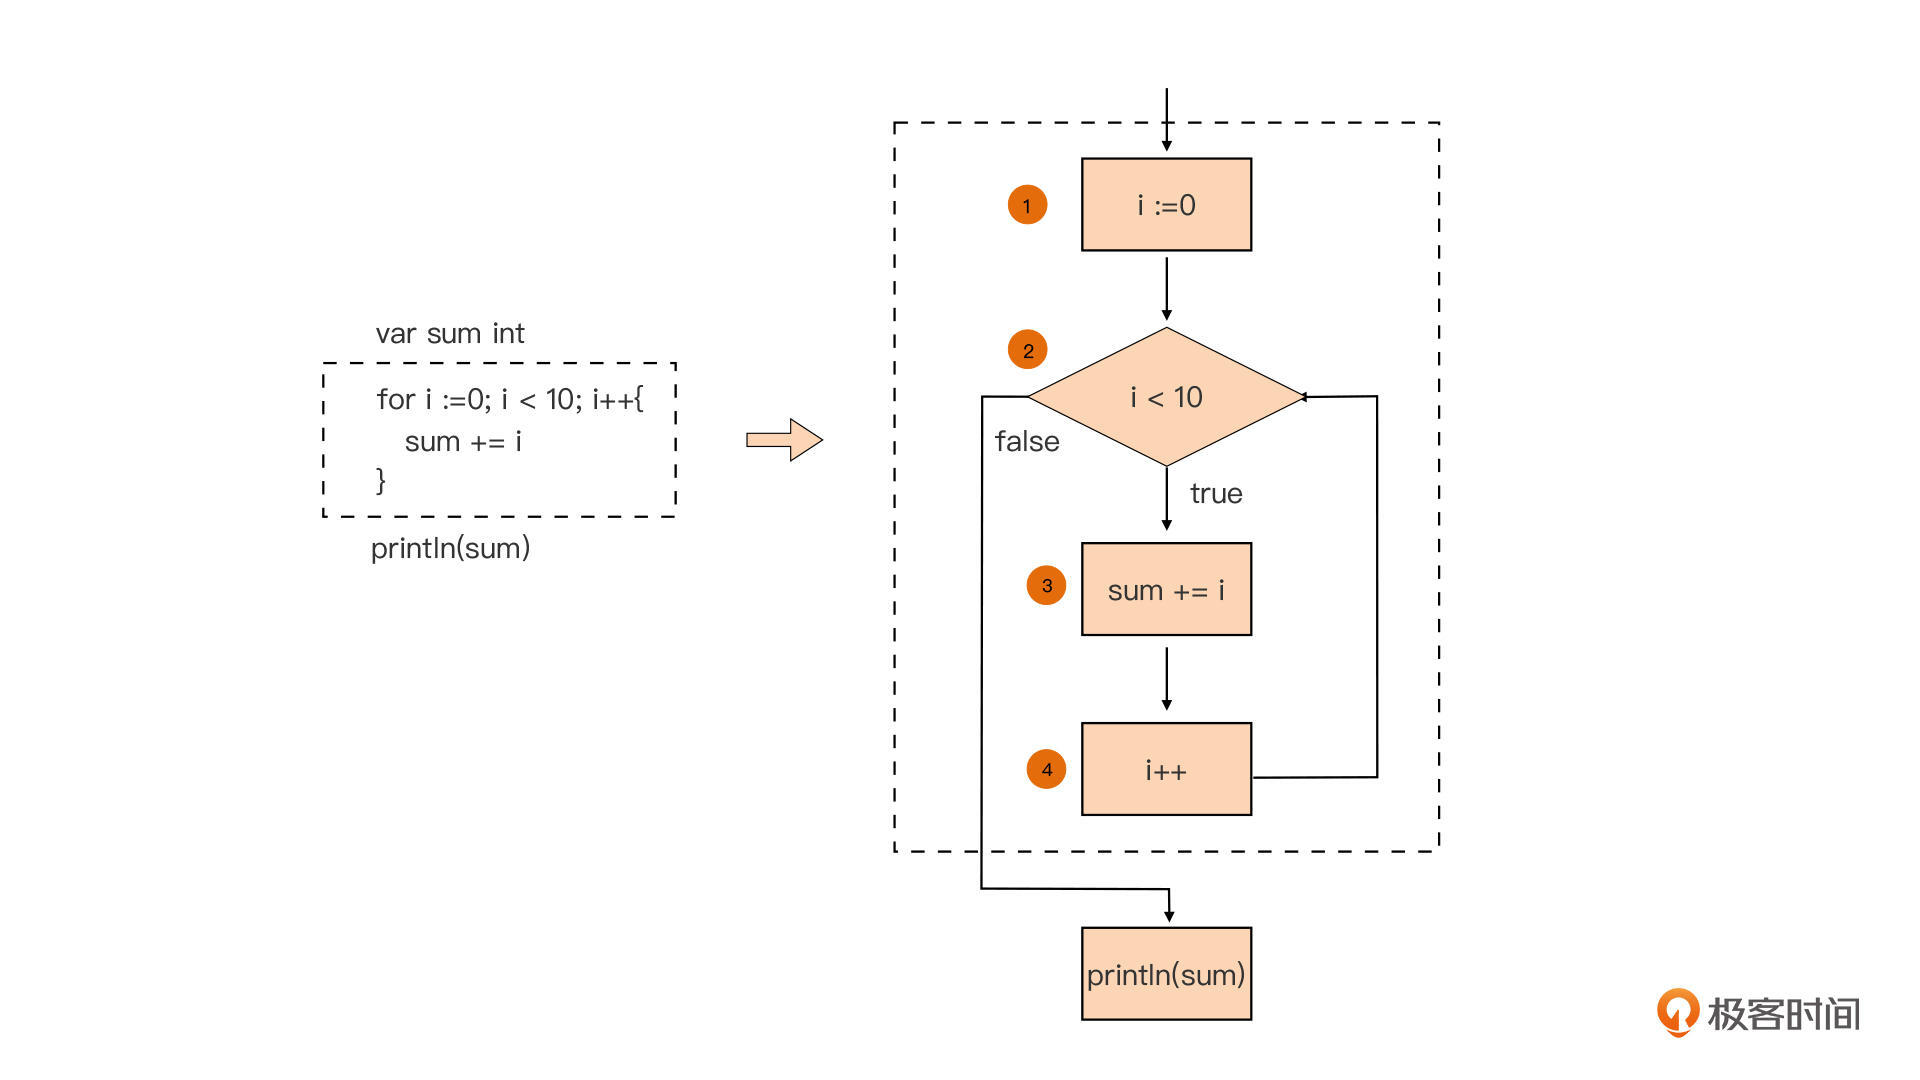 var sum int
for i :=0; i < 10; i++{
sum += i
}
println(sum)
1
i :=0
2
i < 10
false
true
3
sum += i
4
i++
println(sum)
极客时间